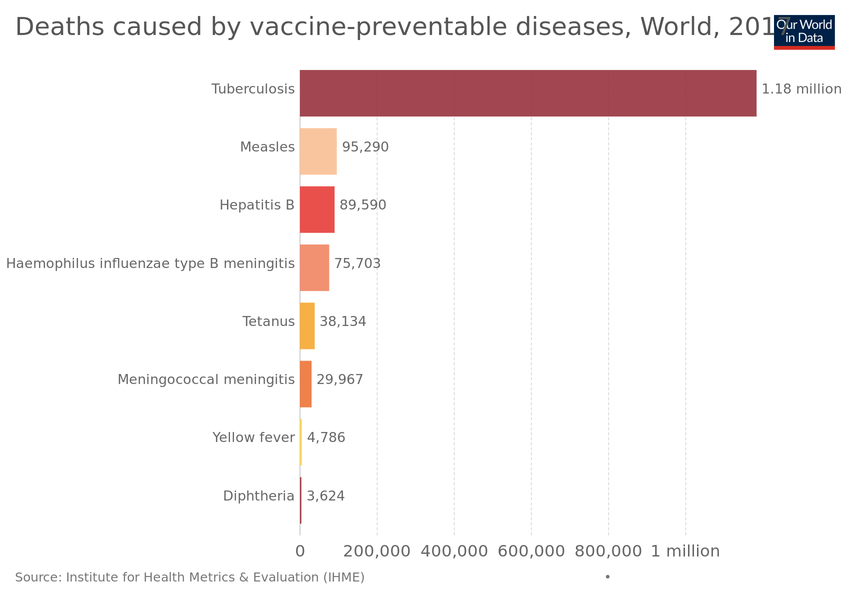 Deaths caused by vaccine-preventable diseases, World, 2017
Our World
in Data
Tuberculosis 1.18 million
Measles 95,290
Hepatitis B 89,590
Haemophilus influenzae type B meningitis 75,703
Tetanus 38,134
Meningococcal meningitis 29,967
Yellow fever 4,786
Diphtheria 3,624
0 200,000 400,000 600,000 800,000 1 million
Source: Institute for Health Metrics & Evaluation (IHME) •